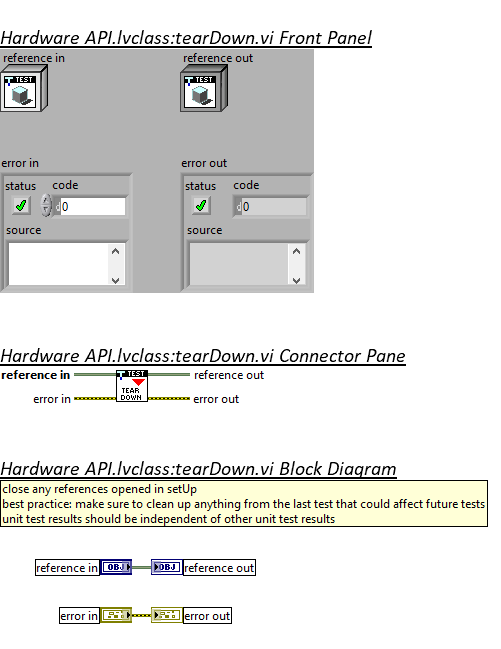 Hardware API.lvclass:tearDown.vi Front Panel
reference in
reference out
TEST
TEST
error in
error out
status
code
status
code
d0
d0
source
source
Hardware API.lvclass:tearDown.vi Connector Pane
reference in
TEST
reference out
error in
TEAR
DOWN
error out
Hardware API.lvclass:tearDown.vi Block Diagram
close any references opened in setUp
best practice: make sure to clean up anything from the last test that could affect future tests
unit test results should be independent of other unit test results
reference in
OBJ
OBJ
reference out
error in
error out